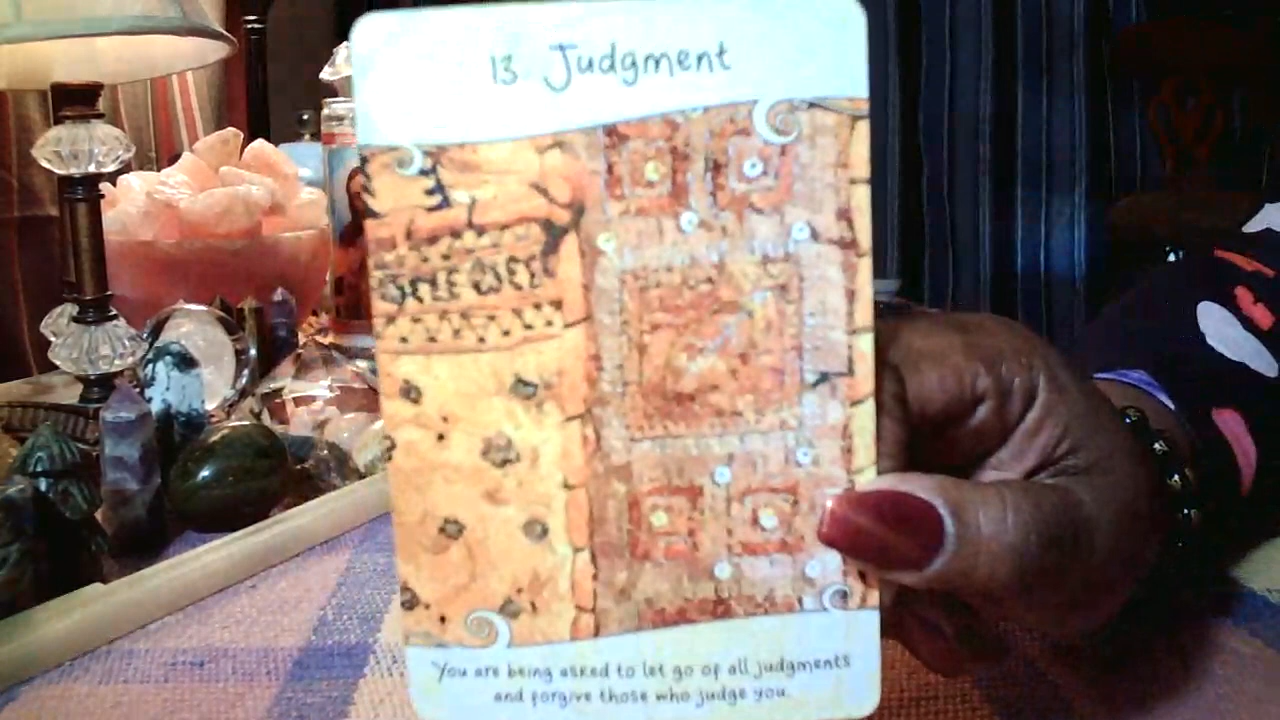 13 Judgment
You are being asked to let go of all judgments
and forgive those who judge you.